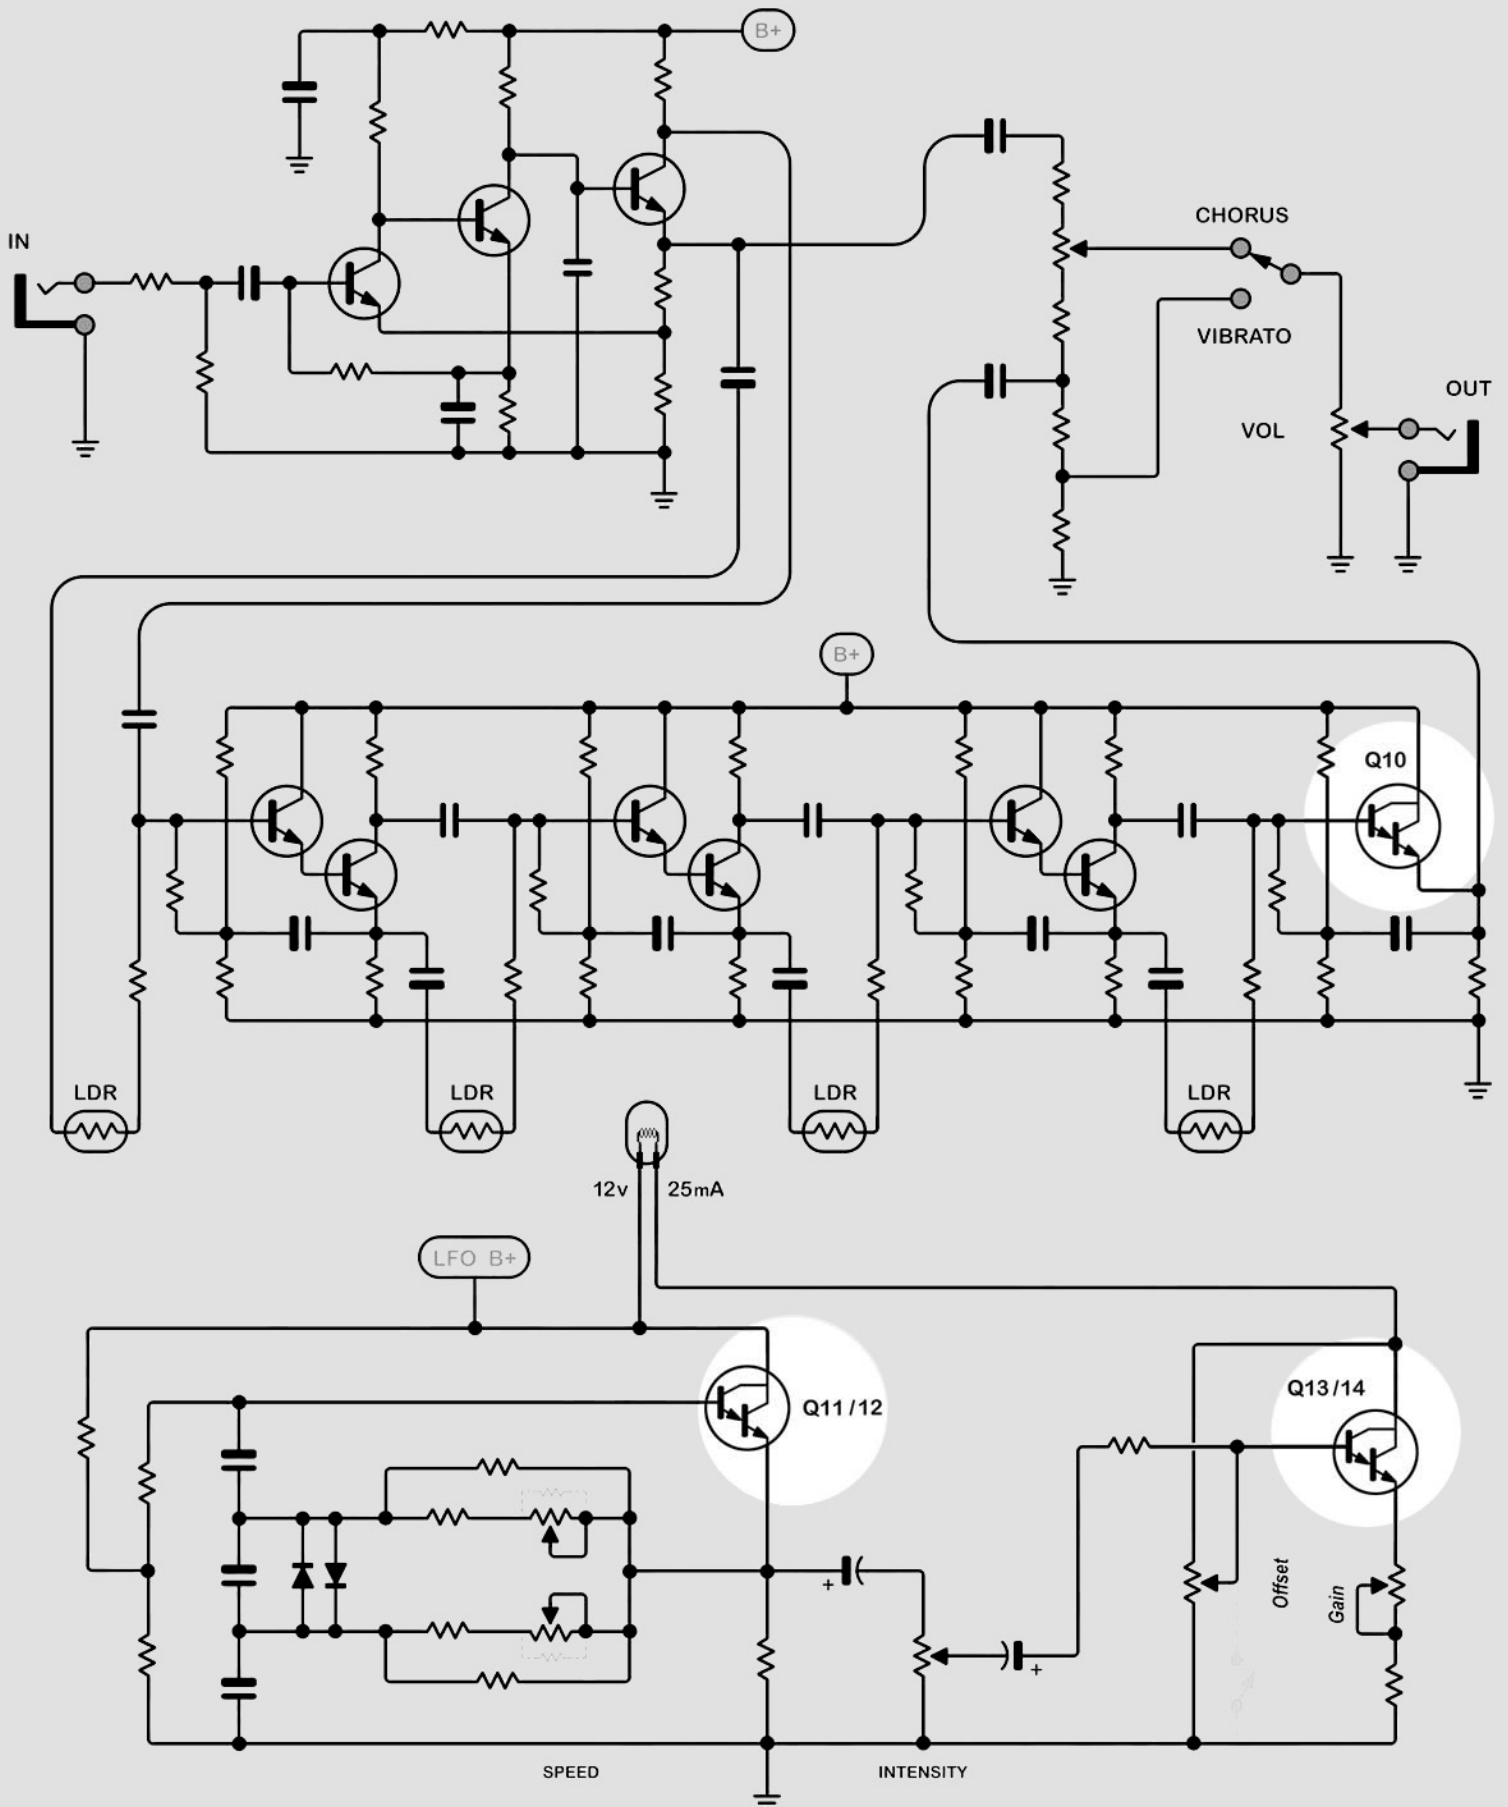 B+
IN
CHORUS
VIBRATO
OUT
VOL
B+
Q10
LDR
LDR
LDR
LDR
12v
25mA
LFO B+
Q11/12
Q13/14
Offset
Gain
+
+
SPEED
INTENSITY